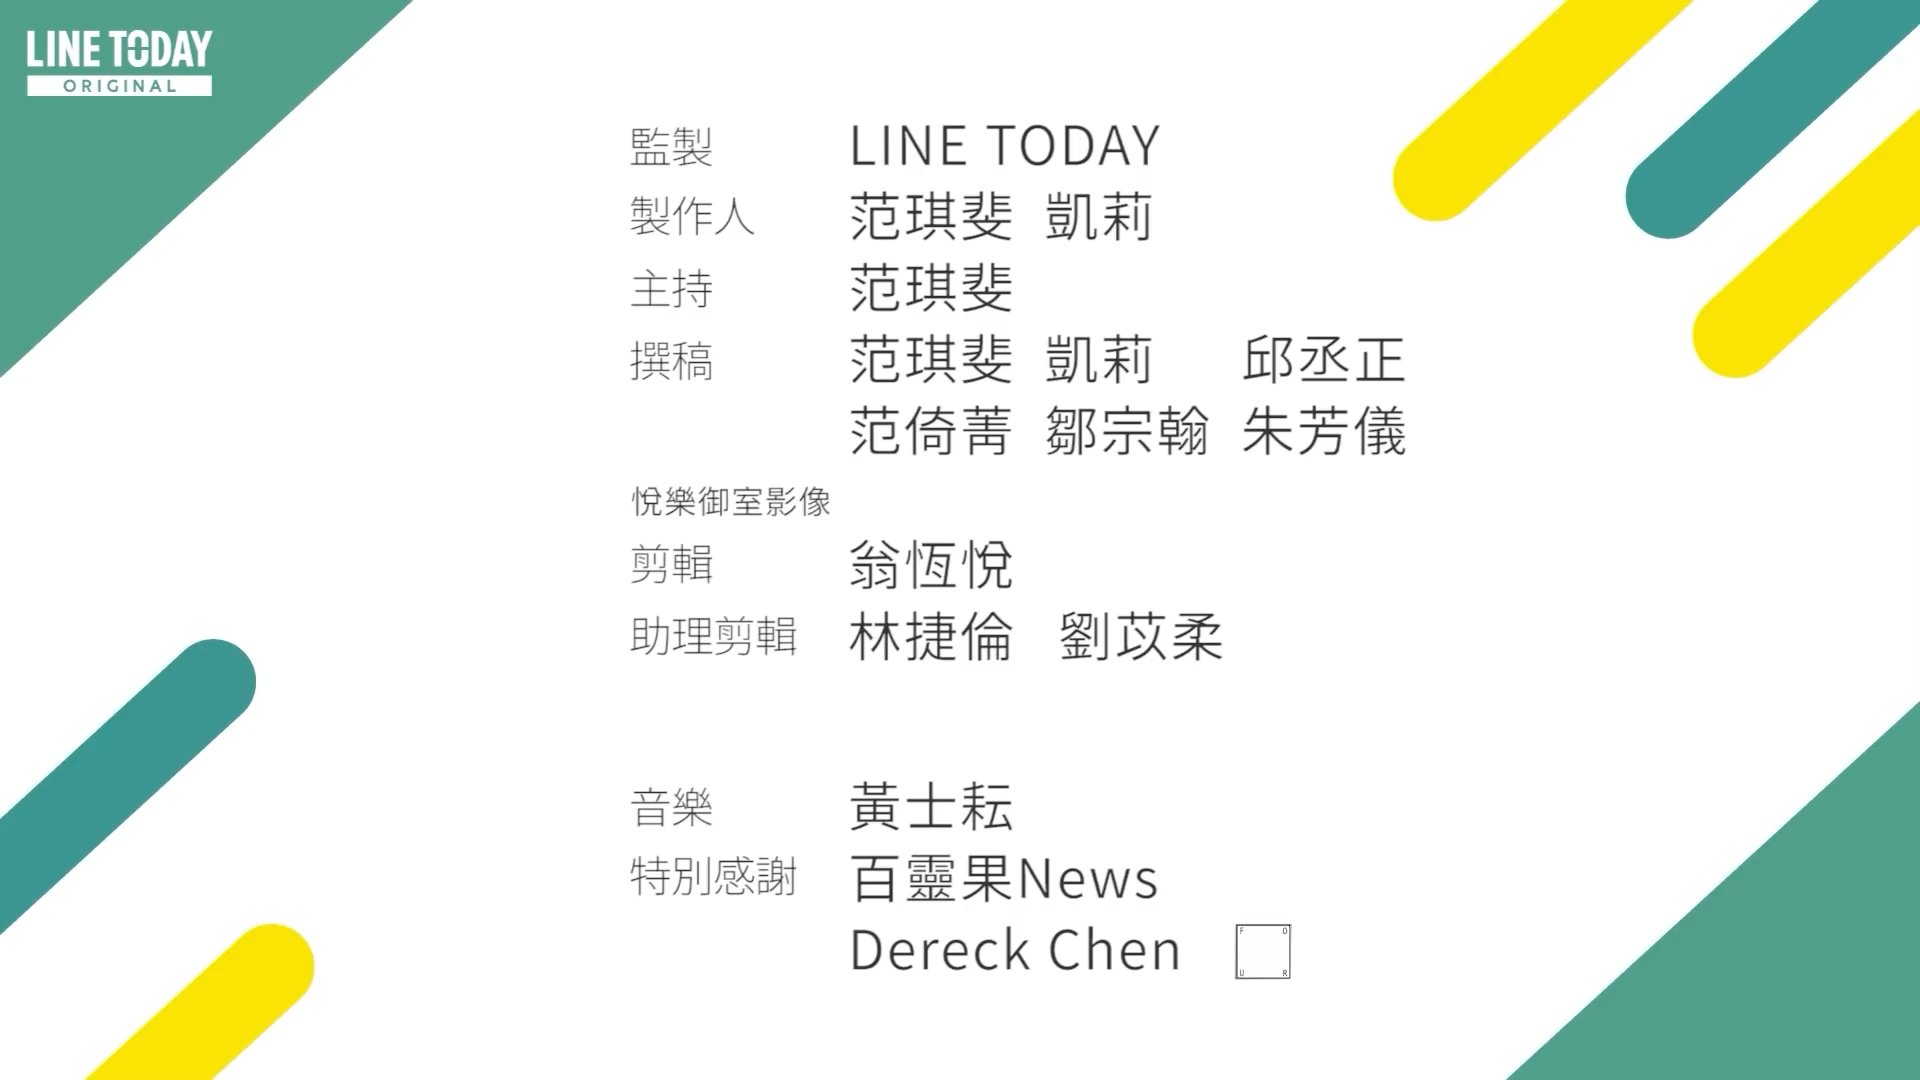 LINE TODAY
ORIGINAL
監製 LINE TODAY
製作人 范琪斐 凱莉
主持 范琪斐
撰稿 范琪斐 凱莉 邱丞正
范倚菁 鄒宗翰 朱芳儀
悅樂御室影像
剪輯 翁恆悅
助理剪輯 林捷倫 劉苡柔
音樂 黃士耘
特別感謝 百靈果News
Dereck Chen
F O
U R